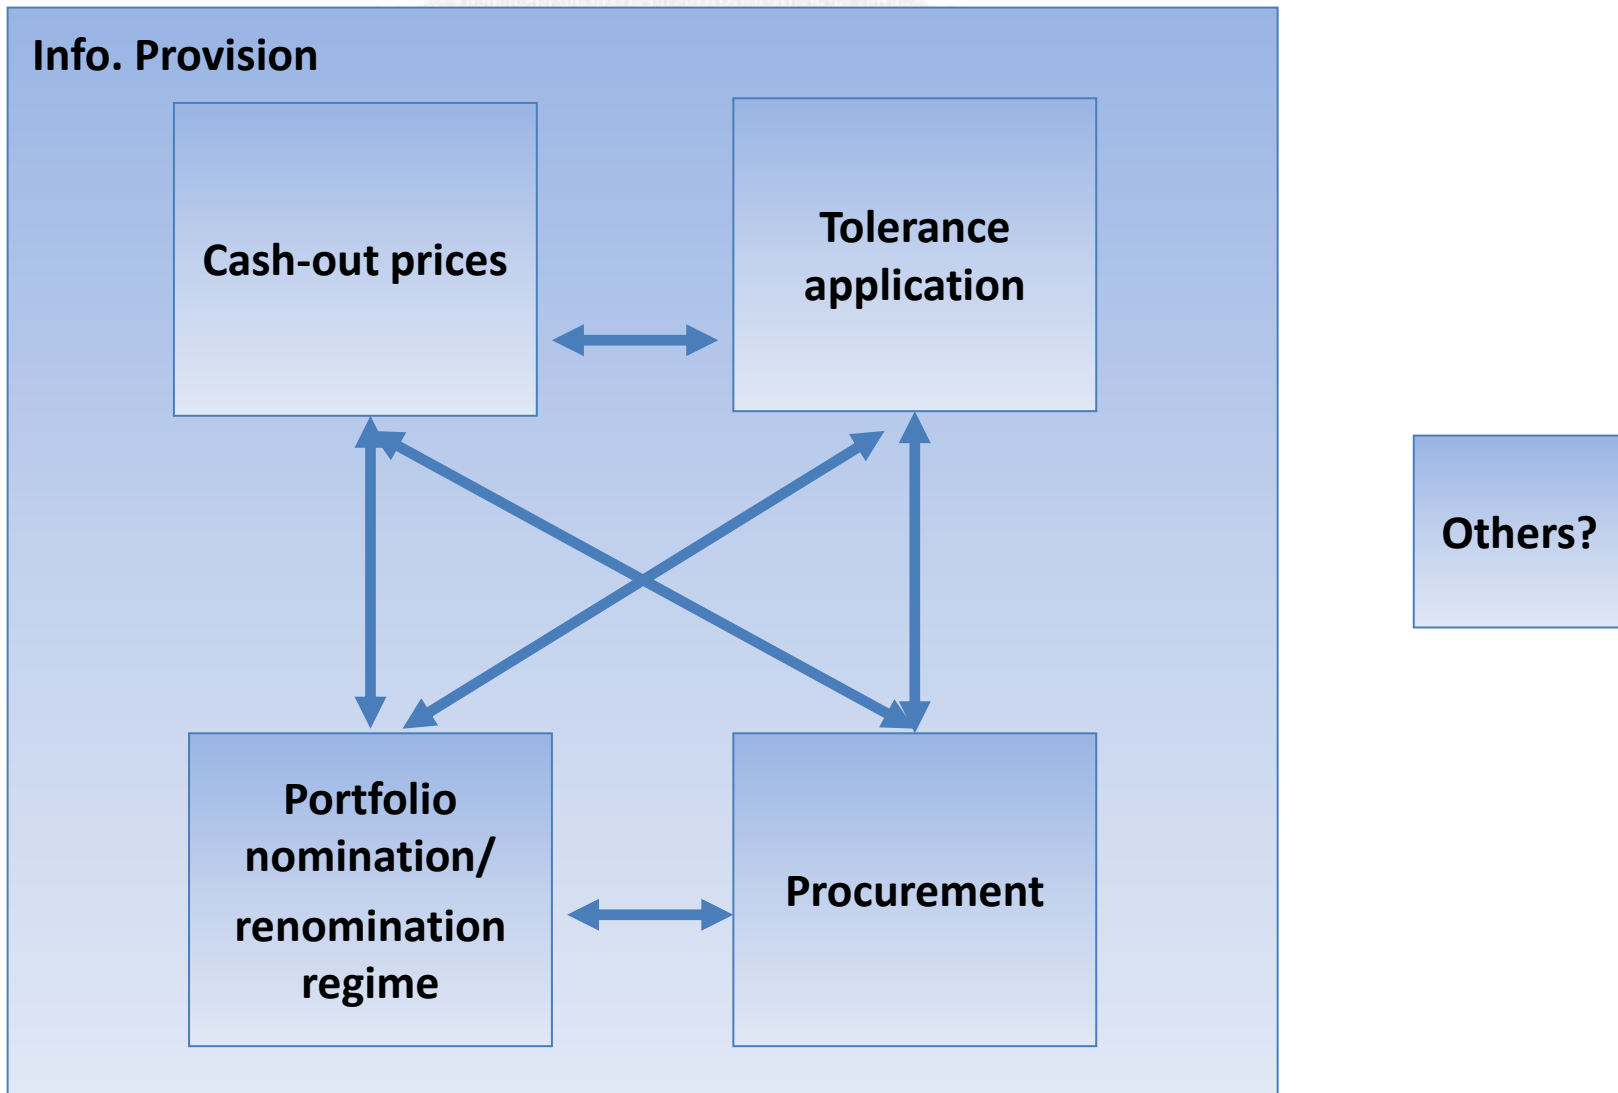 Info. Provision
Cash-out prices
Tolerance
application
Others?
Portfolio
nomination/
renomination
regime
Procurement